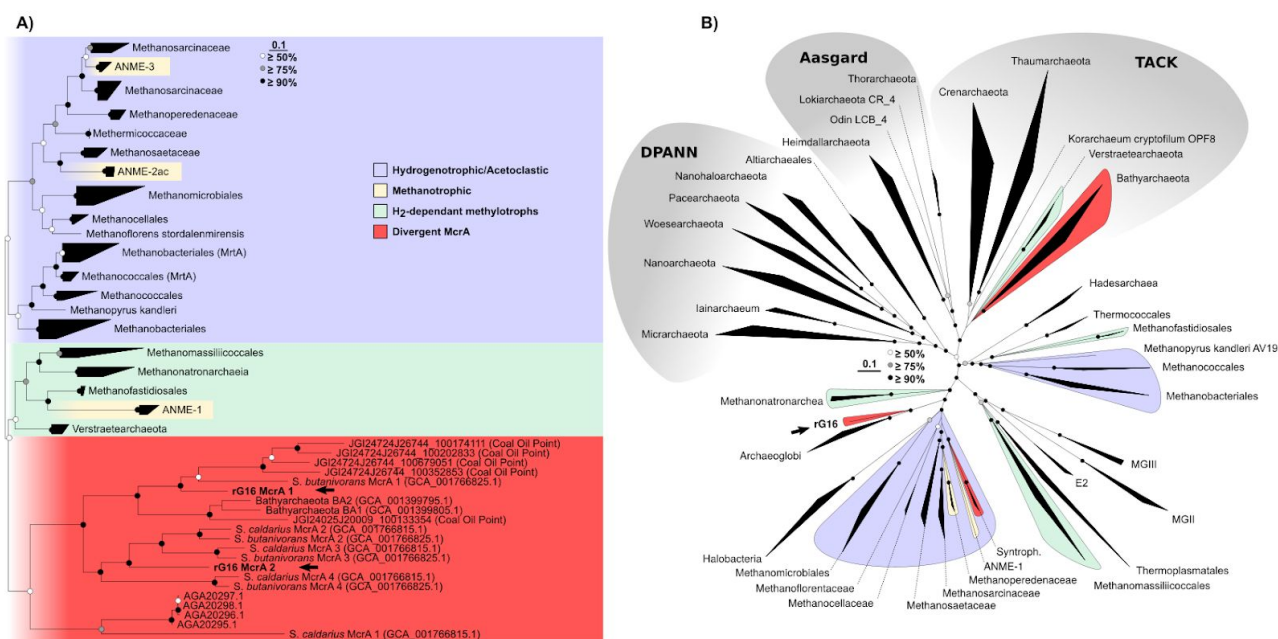 A)
Methanosarcinaceae
ANME-3
Methanosarcinaceae
Methanoperedenaceae
Methermicoccaceae
Methanosaetaceae
ANME-2ac
Methanomicrobiales
Methanocellales
Methanoflorens stordalenmirensis
Methanobacteriales (MrtA)
Methanococcales (MrtA)
Methanococcales
Methanopyrus kandleri
Methanobacteriales
Methanomassiliicoccales
Methanonatronarchaeia
Methanofastidiosales
ANME-1
Verstraetearchaeota
0.1
≥ 50%
≥ 75%
≥ 90%
Hydrogenotrophic/Acetoclastic
Methanotrophic
H2-dependant methylotrophs
Divergent McrA
JGI24724J26744_100174111 (Coal Oil Point)
JGI24724J26744_100202833 (Coal Oil Point)
JGI24724J26744_100679051 (Coal Oil Point)
JGI24724J26744_100352853 (Coal Oil Point)
S. butanivorans McrA 1 (GCA_001766825.1)
rG16 McrA 1
Bathyarchaeota BA2 (GCA_001399795.1)
Bathyarchaeota BA1 (GCA_001399805.1)
JGI24025J20009_100133354 (Coal Oil Point)
S. caldarius McrA 2 (GCA_001766815.1)
S. butanivorans McrA 2 (GCA_001766825.1)
S. caldarius McrA 3 (GCA_001766815.1)
S. butanivorans McrA 3 (GCA_001766825.1)
rG16 McrA 2
S. caldarius McrA 4 (GCA_001766815.1)
S. butanivorans McrA 4 (GCA_001766825.1)
AGA20297.1
AGA20298.1
AGA20296.1
AGA20295.1
S. caldarius McrA 1 (GCA_001766815.1)
B)
Aasgard
TACK
DPANN
Thorarchaeota
Lokiarchaeota CR_4
Odin LCB_4
Heimdallarchaeota
Altiarchaeales
Nanohaloarchaeota
Pacearchaeota
Woesearchaeota
Nanoarchaeota
Iainarchaeum
Micrarchaeota
Thaumarchaeota
Crenarchaeota
Korarchaeum cryptofilum OPF8
Verstraetearchaeota
Bathyarchaeota
Hadesarchaea
Thermococcales
Methanofastidiosales
Methanopyrus kandleri AV19
Methanococcales
Methanobacteriales
0.1
≥ 50%
≥ 75%
≥ 90%
Methanonatronarchea
rG16
Archaeoglobi
MGIII
E2
MGII
Thermoplasmatales
Methanomassiliicoccales
Syntroph.
ANME-1
Methanoperedenaceae
Methanosarcinaceae
Methanosaetaceae
Halobacteria
Methanomicrobiales
Methanoflorentaceae
Methanocellaceae